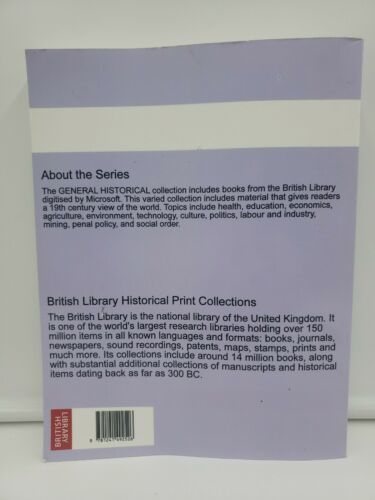 About the Series
The GENERAL HISTORICAL collection includes books from the British Library
digitised by Microsoft. This varied collection includes material that gives readers
a 19th century view of the world. Topics include health, education, economics,
agriculture, environment, technology, culture, politics, labour and industry,
mining, penal policy, and social order.
British Library Historical Print Collections
The British Library is the national library of the United Kingdom. It
is one of the world's largest research libraries holding over 150
million items in all known languages and formats: books, journals,
newspapers, sound recordings, patents, maps, stamps, prints and
much more. Its collections include around 14 million books, along
with substantial additional collections of manuscripts and historical
items dating back as far as 300 BC.
BRITISH
LIBRARY